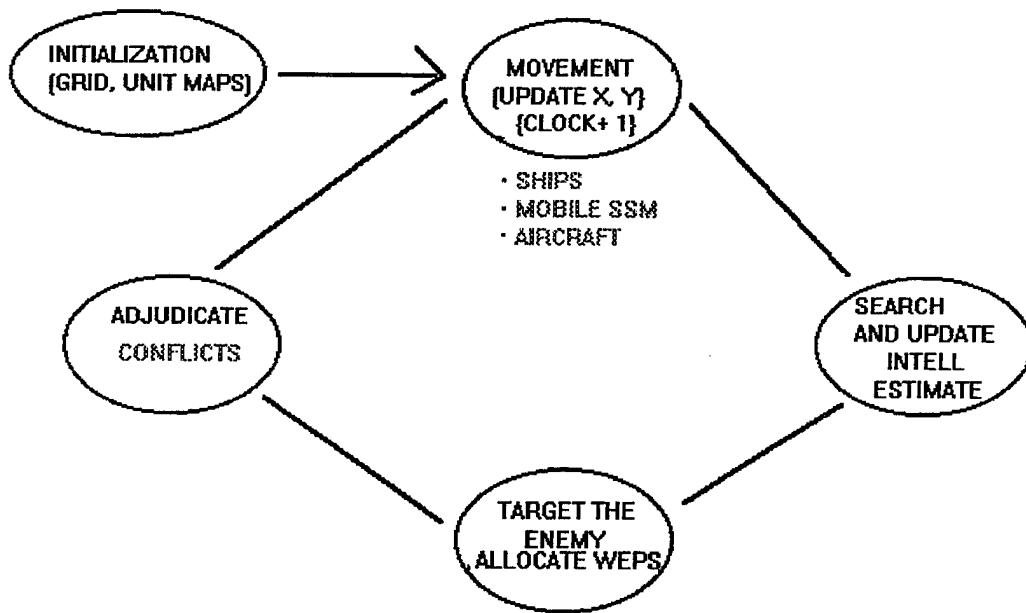 INITIALIZATION
(GRID, UNIT MAPS)
MOVEMENT
(UPDATE X, Y}
{CLOCK+ 1}
· SHIPS
· MOBILE SSM
· AIRCRAFT
SEARCH
AND UPDATE
INTELL
ESTIMATE
TARGET THE
ENEMY
ALLOCATE WEPS
ADJUDICATE
CONFLICTS